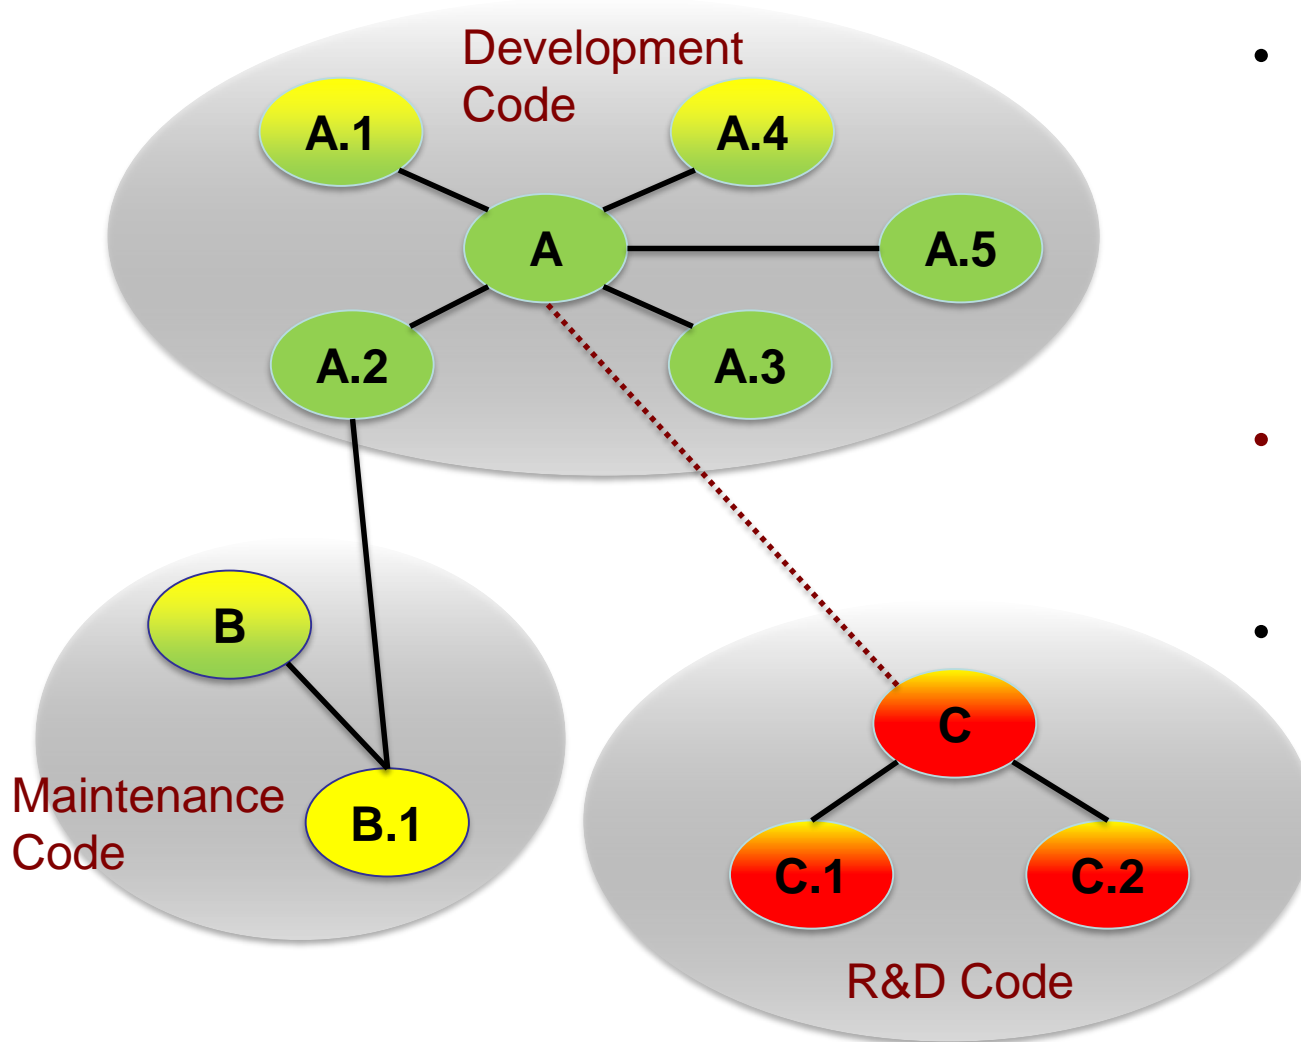 Development
Code
A.1
A.4
A
A.5
A.2
A.3
B
Maintenance
Code
B.1
C
C.1
C.2
R&D Code